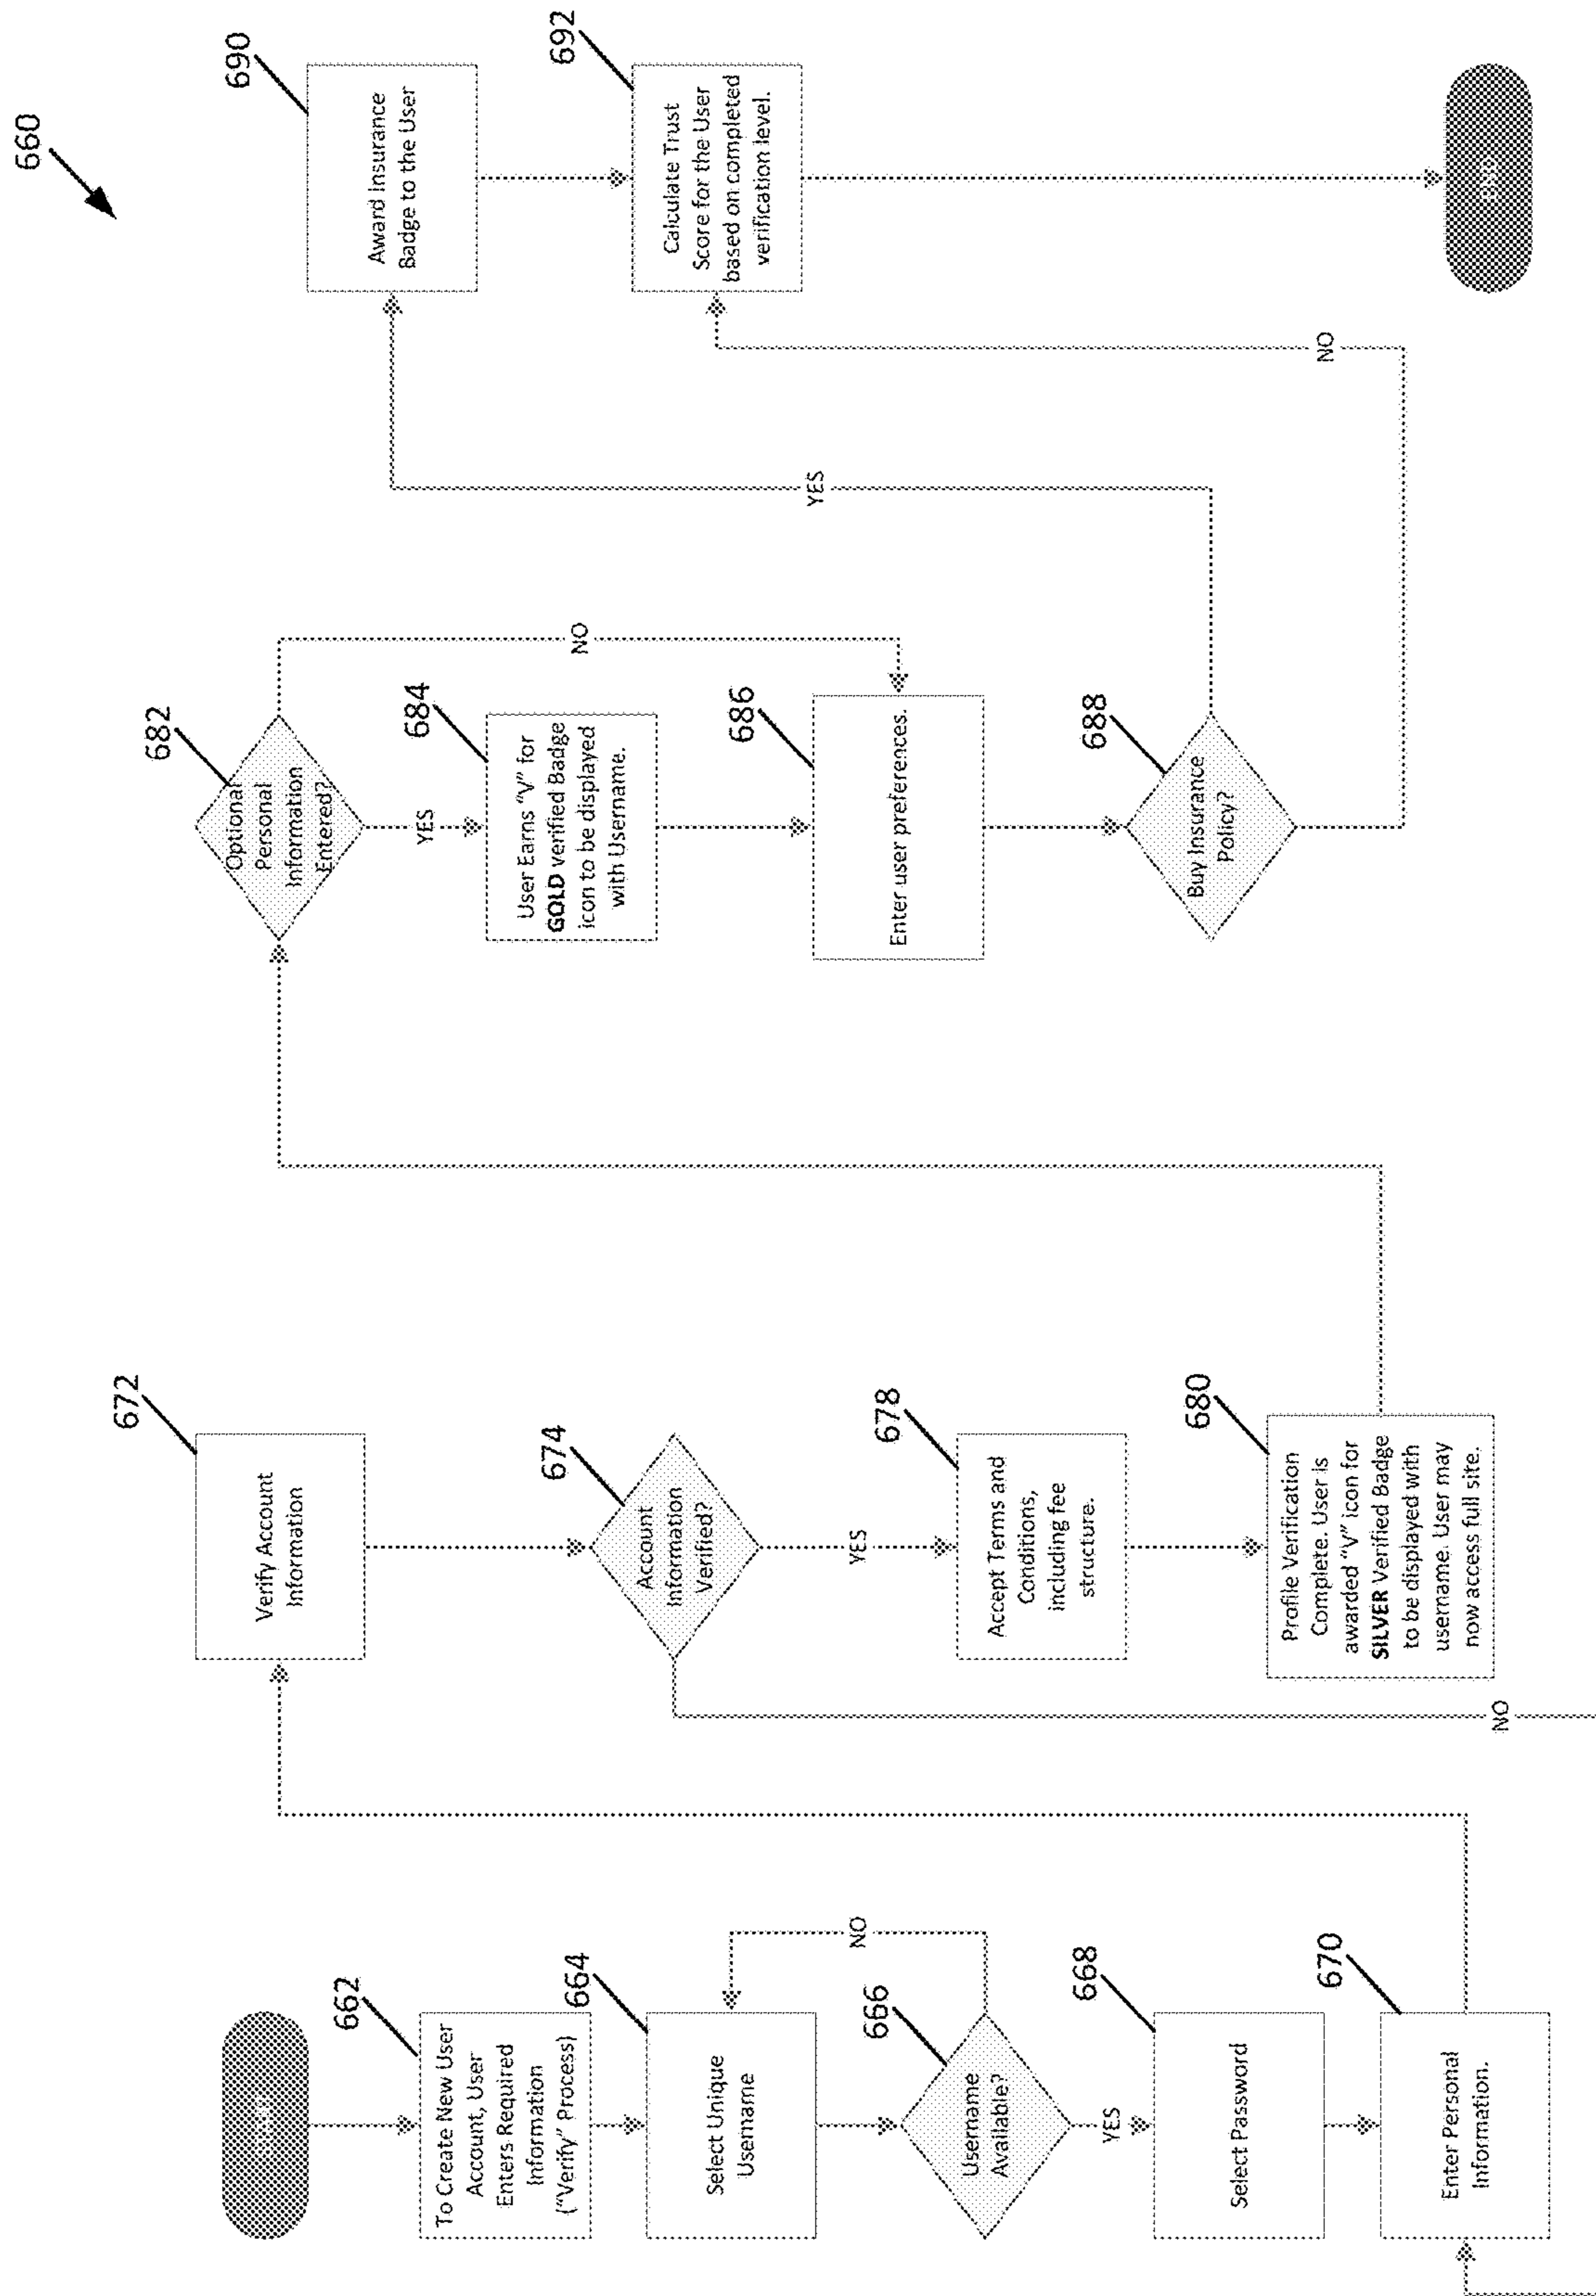 660
662
To Create New User
Account, User
Enters Required
Information
("Verify" Process)
664
Select Unique
Username
666
Username
Available?
NO
YES
668
Select Password
670
Enter Personal
Information.
672
Verify Account
Information
674
Account
Information
Verified?
NO
YES
678
Accept Terms and
Conditions,
including fee
structure.
680
Profile Verification
Complete. User is
awarded "V" icon for
SILVER Verified Badge
to be displayed with
username. User may
now access full site.
682
Optional
Personal
Information
Entered?
NO
YES
684
User Earns "V" for
GOLD verified Badge
icon to be displayed
with Username.
686
Enter user preferences.
688
Buy Insurance
Policy?
YES
NO
690
Award Insurance
Badge to the User
692
Calculate Trust
Score for the User
based on completed
verification level.